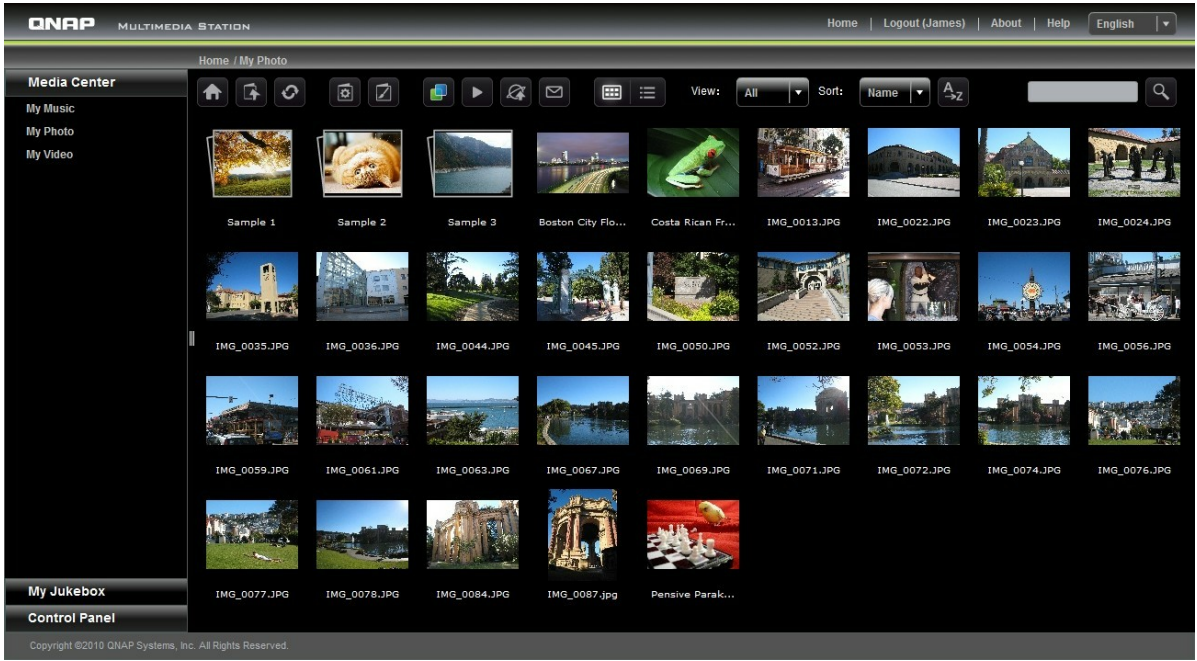 QNAP MULTIMEDIA STATION
Home | Logout (James) | About | Help English
Home / My Photo
Media Center
My Music
My Photo
My Video
View: All Sort: Name A→Z
Sample 1 Sample 2 Sample 3 Boston City Flo... Costa Rican Fr... IMG_0013.JPG IMG_0022.JPG IMG_0023.JPG IMG_0024.JPG
IMG_0035.JPG IMG_0036.JPG IMG_0044.JPG IMG_0045.JPG IMG_0050.JPG IMG_0052.JPG IMG_0053.JPG IMG_0054.JPG IMG_0056.JPG
IMG_0059.JPG IMG_0061.JPG IMG_0063.JPG IMG_0067.JPG IMG_0069.JPG IMG_0071.JPG IMG_0072.JPG IMG_0074.JPG IMG_0076.JPG
IMG_0077.JPG IMG_0078.JPG IMG_0084.JPG IMG_0087.jpg Pensive Parak...
My Jukebox
Control Panel
Copyright ©2010 QNAP Systems, Inc. All Rights Reserved.